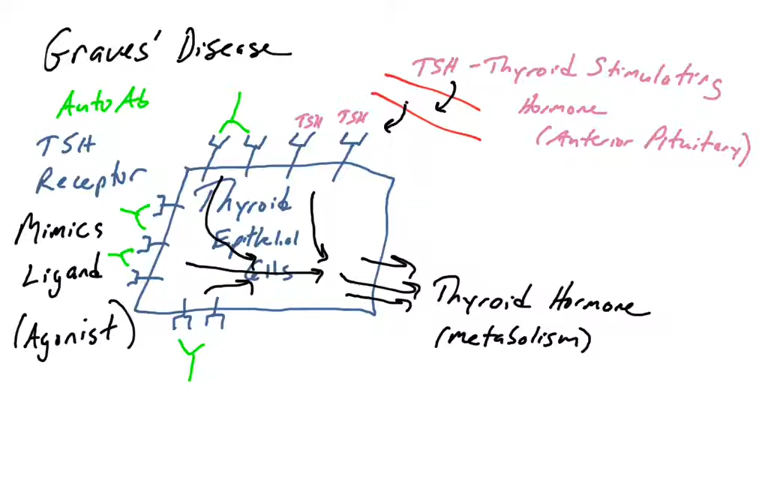 Graves' Disease
TSH - Thyroid Stimulating
Hormone
(Anterior Pituitary)
AutoAb
TSH
Receptor
Mimics
Ligand
(Agonist)
TSH TSH
Thyroid
Epithelial
Cells
Thyroid Hormone
(metabolism)